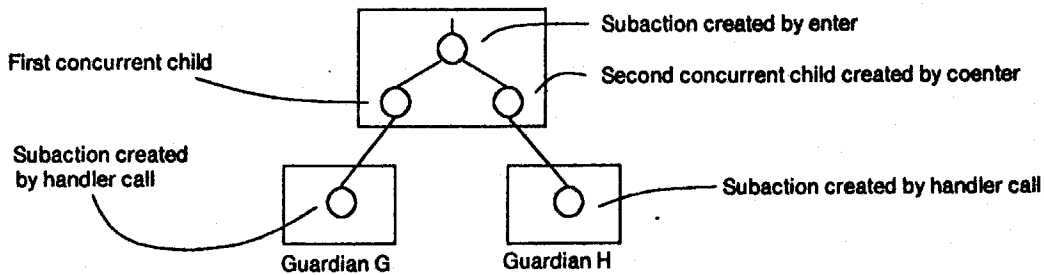 Subaction created by enter
First concurrent child
Second concurrent child created by coenter
Subaction created
by handler call
Subaction created by handler call
Guardian G
Guardian H